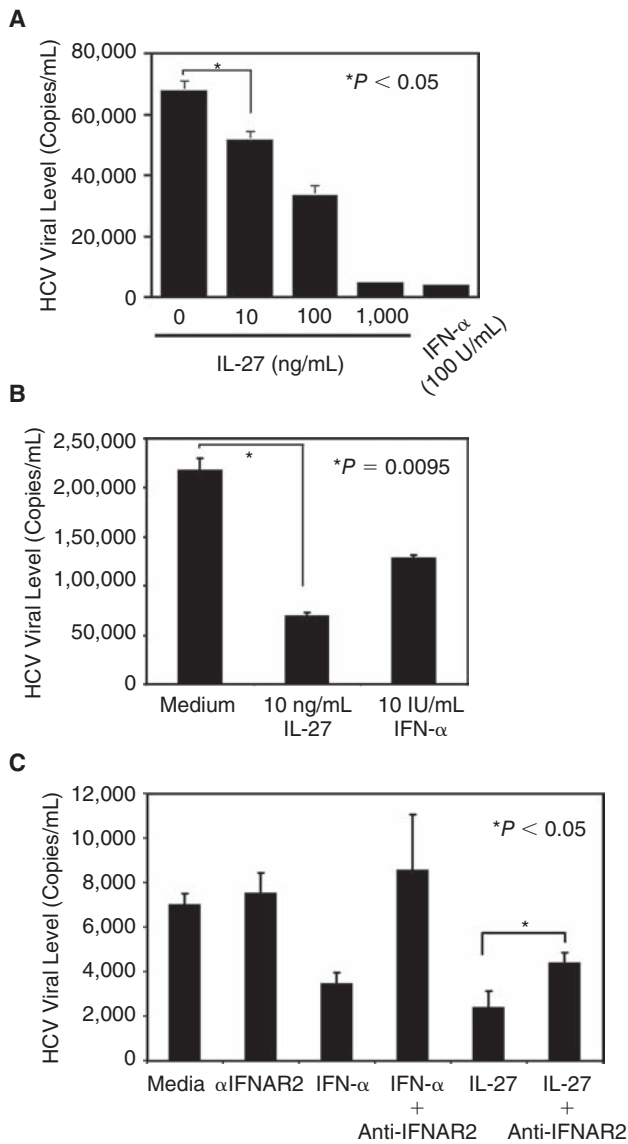 A
HCV Viral Level (Copies/mL)
80,000
60,000
40,000
20,000
0
*
*P < 0.05
0 10 100 1,000
IL-27 (ng/mL)
IFN-α
(100 U/mL)
B
HCV Viral Level (Copies/mL)
2,50,000
2,00,000
1,50,000
1,00,000
50,000
0
*
*P = 0.0095
Medium 10 ng/mL 10 IU/mL
IL-27 IFN-α
C
HCV Viral Level (Copies/mL)
12,000
10,000
8,000
6,000
4,000
2,000
0
*P < 0.05
*
Media αIFNAR2 IFN-α IFN-α IL-27 IL-27
+ +
Anti-IFNAR2 Anti-IFNAR2